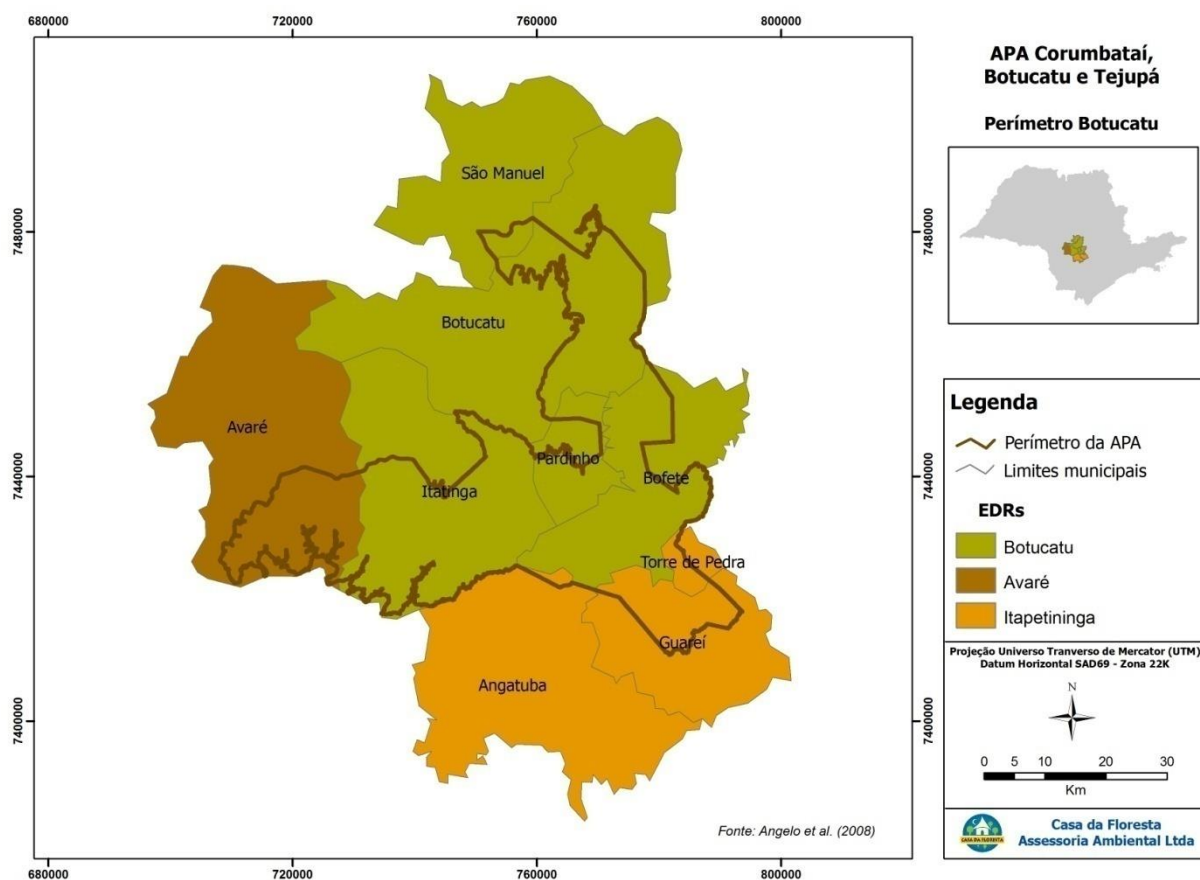 680000
720000
760000
800000
7480000
7440000
7400000
7480000
7440000
7400000
São Manuel
Botucatu
Avaré
Pardinho
Itatinga
Bofete
Torre de Pedra
Guareí
Angatuba
Fonte: Angelo et al. (2008)
680000
720000
760000
800000
APA Corumbataí,
Botucatu e Tejupá
Perímetro Botucatu
Legenda
Perímetro da APA
Limites municipais
EDRs
Botucatu
Avaré
Itapetininga
Projeção Universo Tranverso de Mercator (UTM)
Datum Horizontal SAD69 - Zona 22K
N
0 5 10 20 30
Km
CASA DA FLORESTA
Casa da Floresta
Assessoria Ambiental Ltda